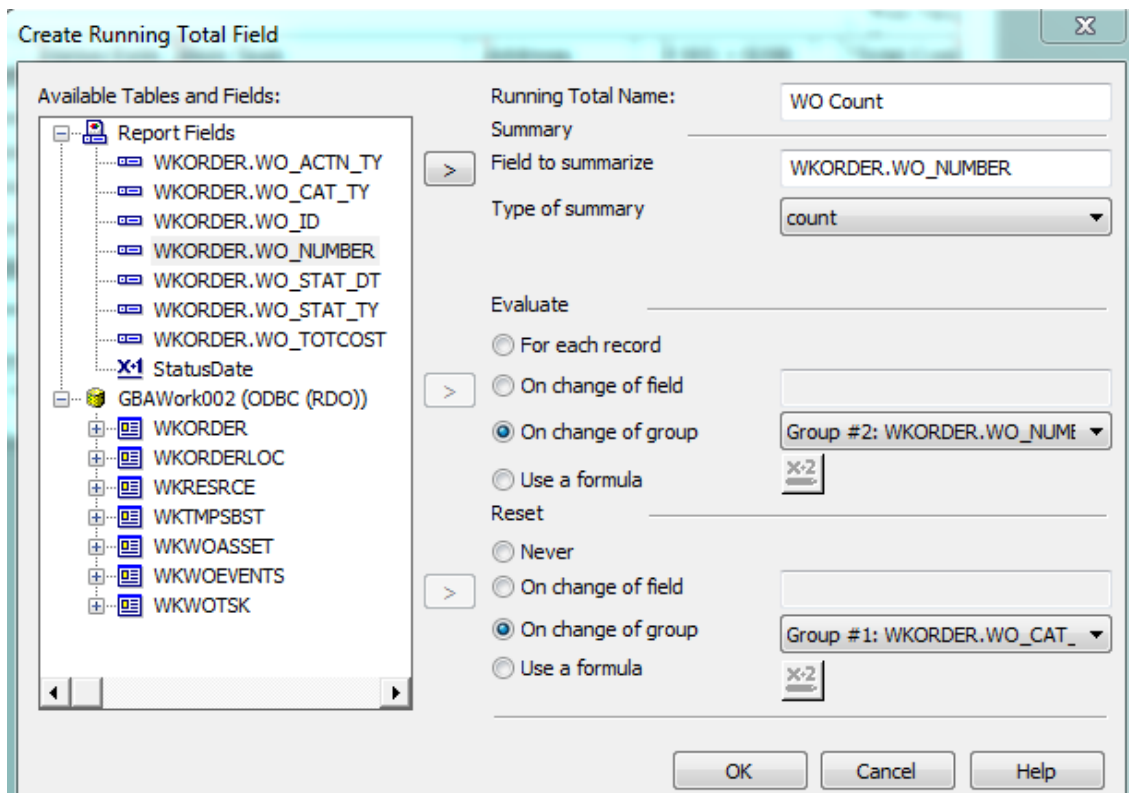 Create Running Total Field
Available Tables and Fields:
Report Fields
WKORDER.WO_ACTN_TY
WKORDER.WO_CAT_TY
WKORDER.WO_ID
WKORDER.WO_NUMBER
WKORDER.WO_STAT_DT
WKORDER.WO_STAT_TY
WKORDER.WO_TOTCOST
X+1 StatusDate
GBAWork002 (ODBC (RDO))
WKORDER
WKORDERLOC
WKRESRCE
WKTMPSBST
WKWOASSET
WKWOEVENTS
WKWOTSK
Running Total Name: WO Count
Summary
> Field to summarize WKORDER.WO_NUMBER
Type of summary count
Evaluate
For each record
> On change of field
On change of group Group #2: WKORDER.WO_NUME
Use a formula X+2
Reset
Never
> On change of field
On change of group Group #1: WKORDER.WO_CAT_
Use a formula X+2
OK Cancel Help